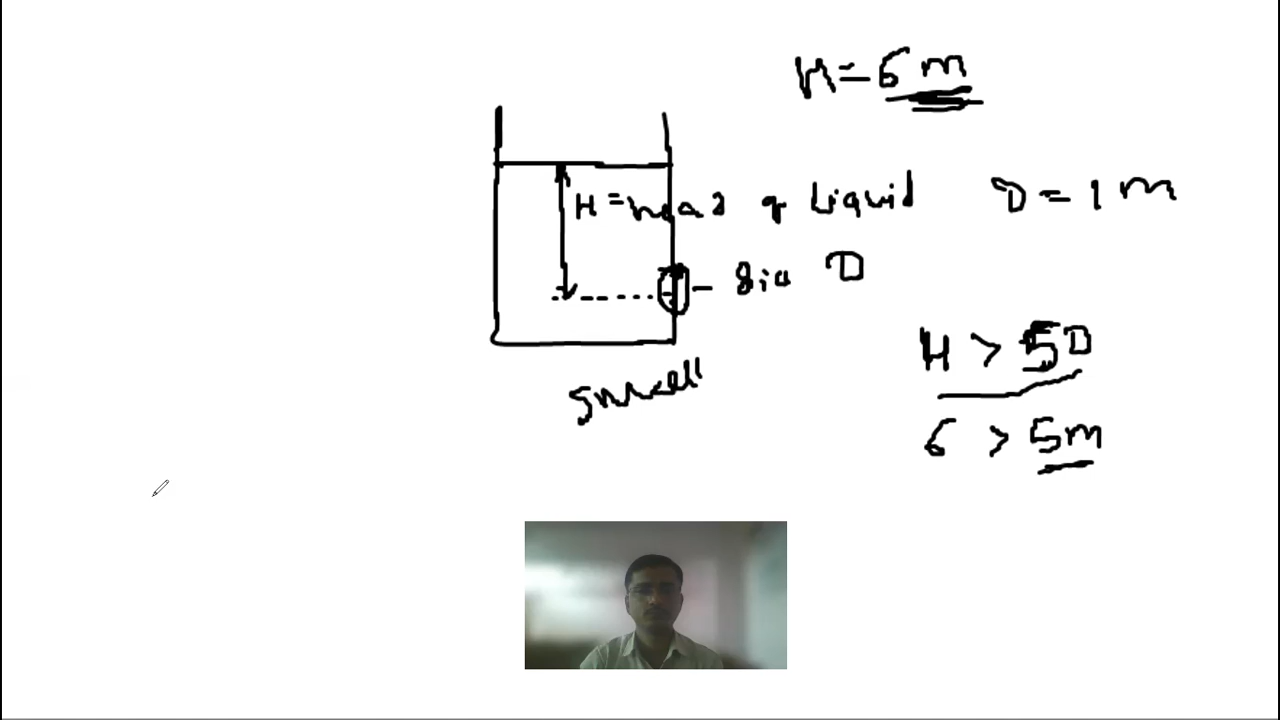 H = 6 m
H = head of Liquid
D = 1 m
dia D
H > 5D
6 > 5m
small